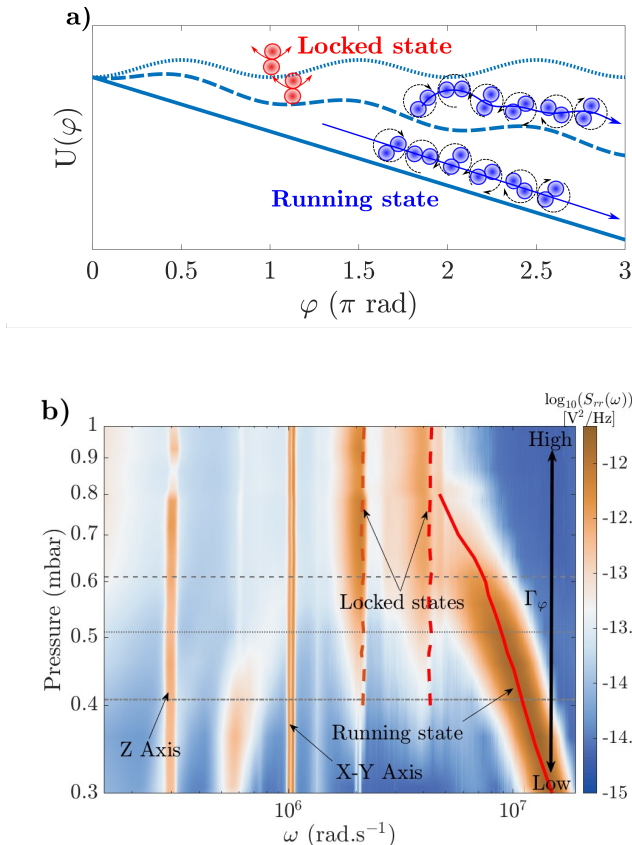 a)
Locked state
U(φ)
Running state
0 0.5 1 1.5 2 2.5 3
φ (π rad)
b)
log₁₀(Sᵣᵣ(ω))
[V²/Hz]
1
0.9
0.8
0.7
0.6
0.5
0.4
0.3
Pressure (mbar)
High
Locked states
Γφ
Running state
Z Axis
X-Y Axis
Low
10⁶ 10⁷
ω (rad.s⁻¹)
-12
-12.
-13
-13.
-14
-14.
-15